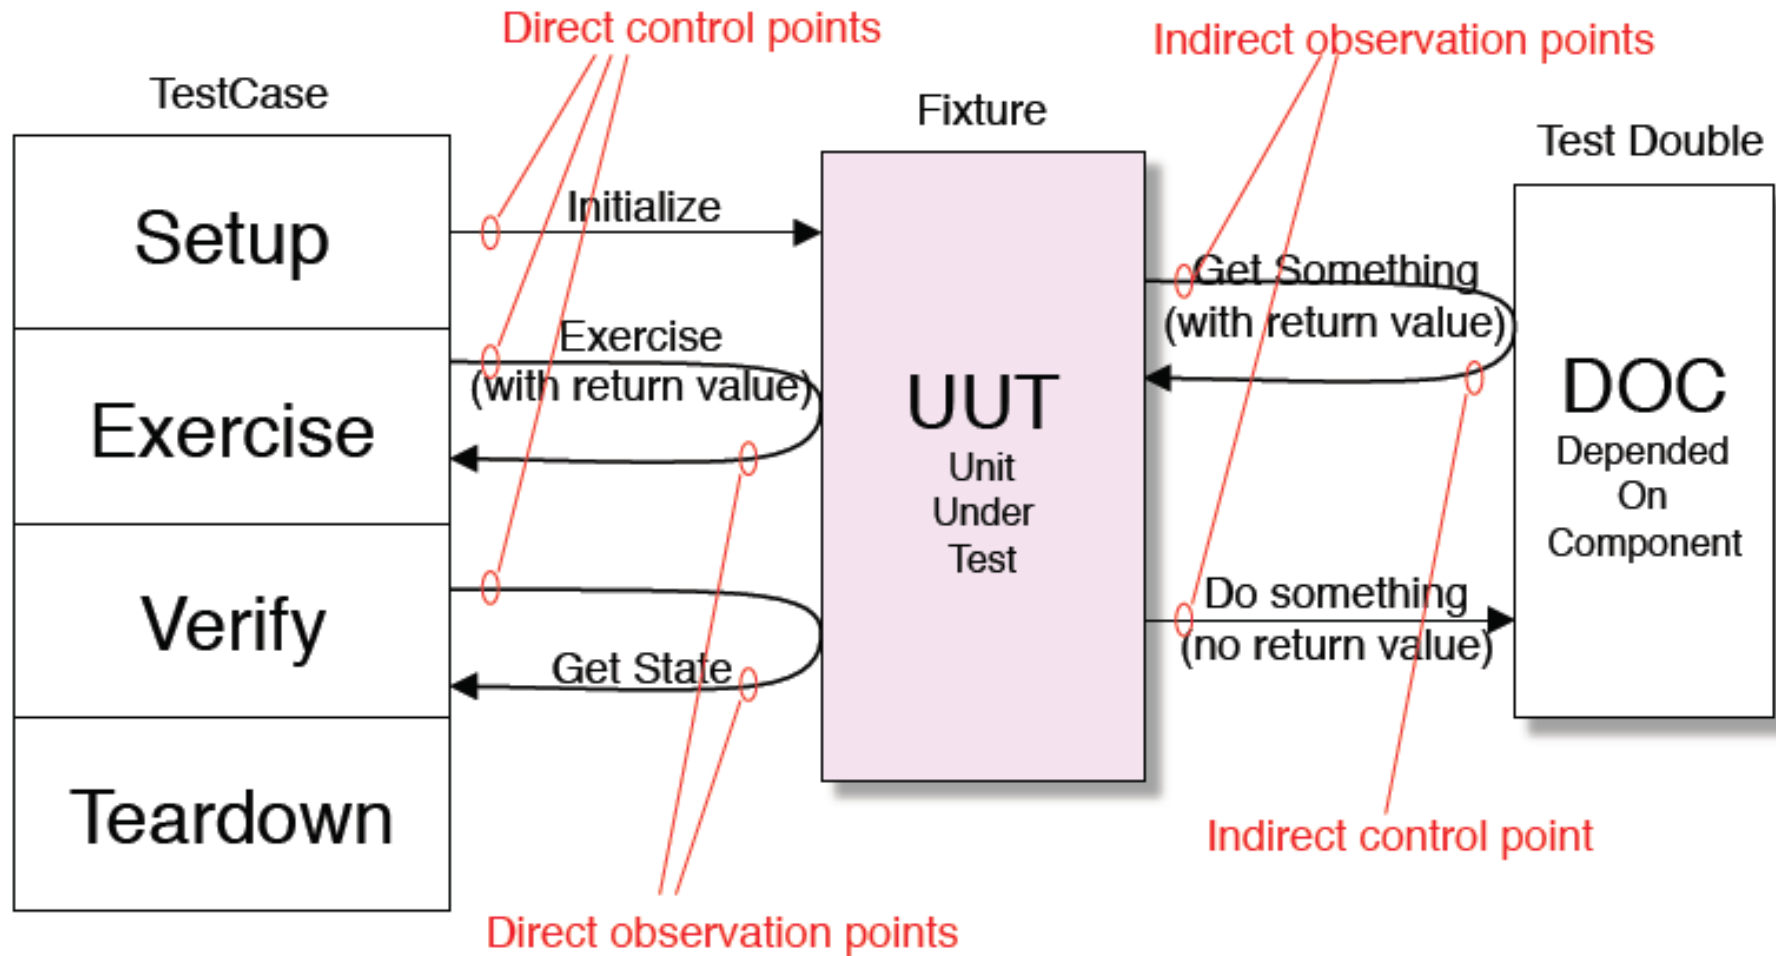 Direct control points
Indirect observation points
TestCase
Fixture
Test Double
Setup
Initialize
Get Something
(with return value)
Exercise
(with return value)
Exercise
UUT
Unit
Under
Test
DOC
Depended
On
Component
Verify
Get State
Do something
(no return value)
Teardown
Indirect control point
Direct observation points